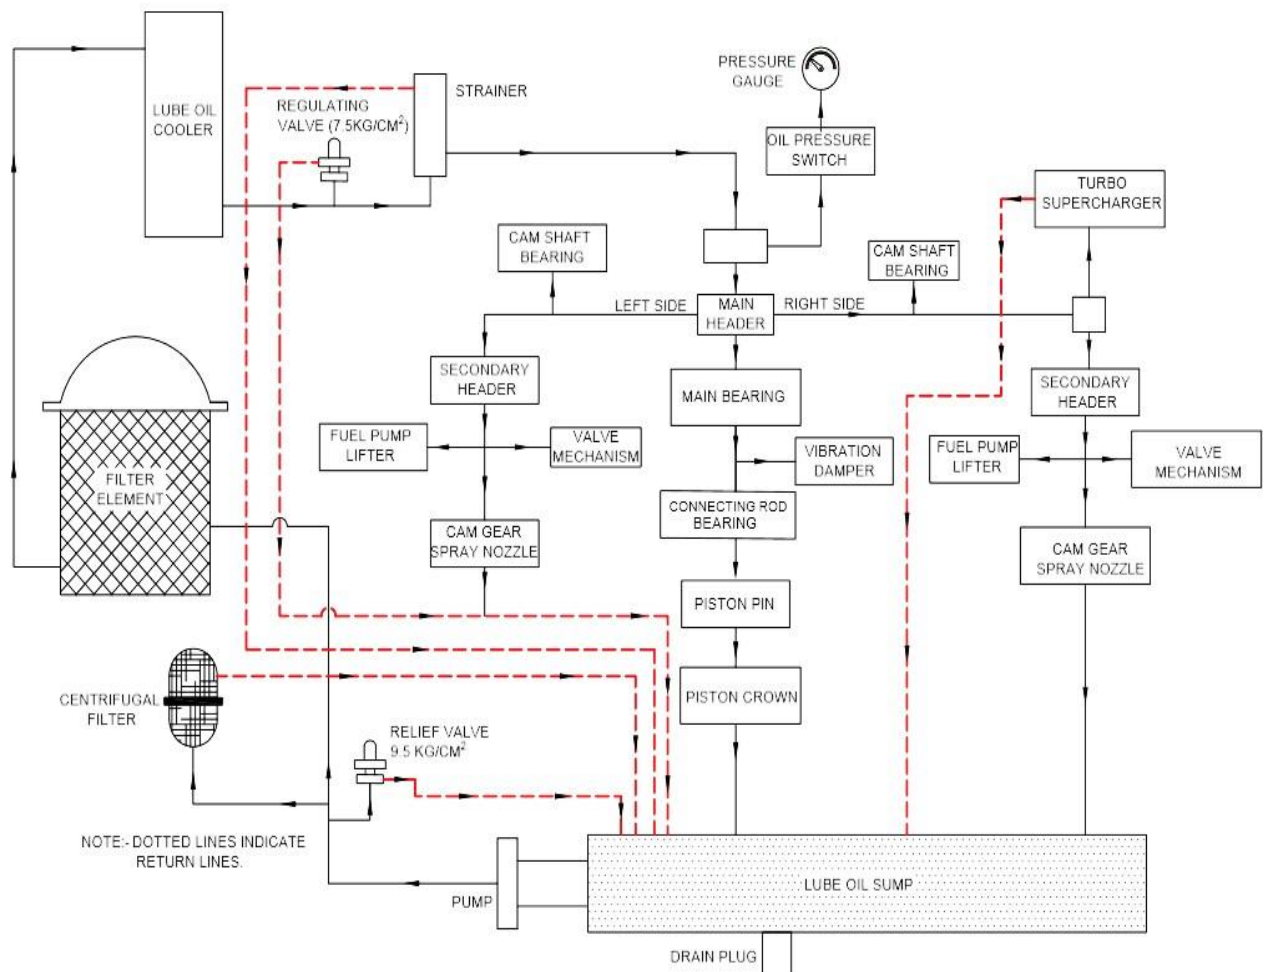 LUBE OIL
COOLER
STRAINER
REGULATING
VALVE (7.5KG/CM²)
PRESSURE
GAUGE
OIL PRESSURE
SWITCH
TURBO
SUPERCHARGER
CAM SHAFT
BEARING
CAM SHAFT
BEARING
LEFT SIDE
MAIN
HEADER
RIGHT SIDE
SECONDARY
HEADER
MAIN BEARING
SECONDARY
HEADER
FUEL PUMP
LIFTER
VALVE
MECHANISM
VIBRATION
DAMPER
FUEL PUMP
LIFTER
VALVE
MECHANISM
FILTER
ELEMENT
CONNECTING ROD
BEARING
CAM GEAR
SPRAY NOZZLE
CAM GEAR
SPRAY NOZZLE
PISTON PIN
PISTON CROWN
CENTRIFUGAL
FILTER
RELIEF VALVE
9.5 KG/CM²
NOTE:- DOTTED LINES INDICATE
RETURN LINES.
PUMP
LUBE OIL SUMP
DRAIN PLUG